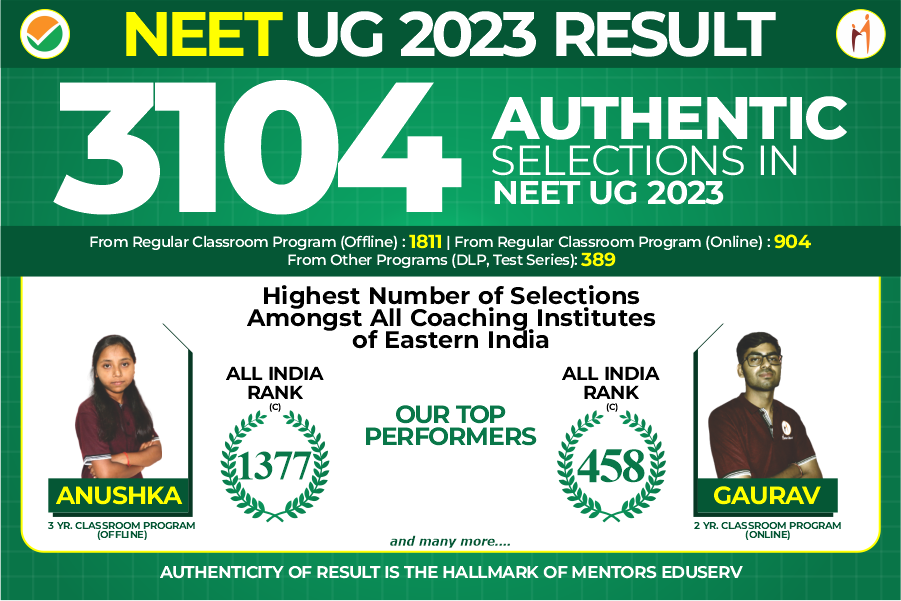 NEET UG 2023 RESULT
3104
AUTHENTIC
SELECTIONS IN
NEET UG 2023
From Regular Classroom Program (Offline) : 1811 | From Regular Classroom Program (Online) : 904
From Other Programs (DLP, Test Series): 389
Highest Number of Selections
Amongst All Coaching Institutes
of Eastern India
ALL INDIA
RANK
(C)
1377
ANUSHKA
3 YR. CLASSROOM PROGRAM
(OFFLINE)
OUR TOP
PERFORMERS
ALL INDIA
RANK
(C)
458
GAURAV
2 YR. CLASSROOM PROGRAM
(ONLINE)
and many more....
AUTHENTICITY OF RESULT IS THE HALLMARK OF MENTORS EDUSERV